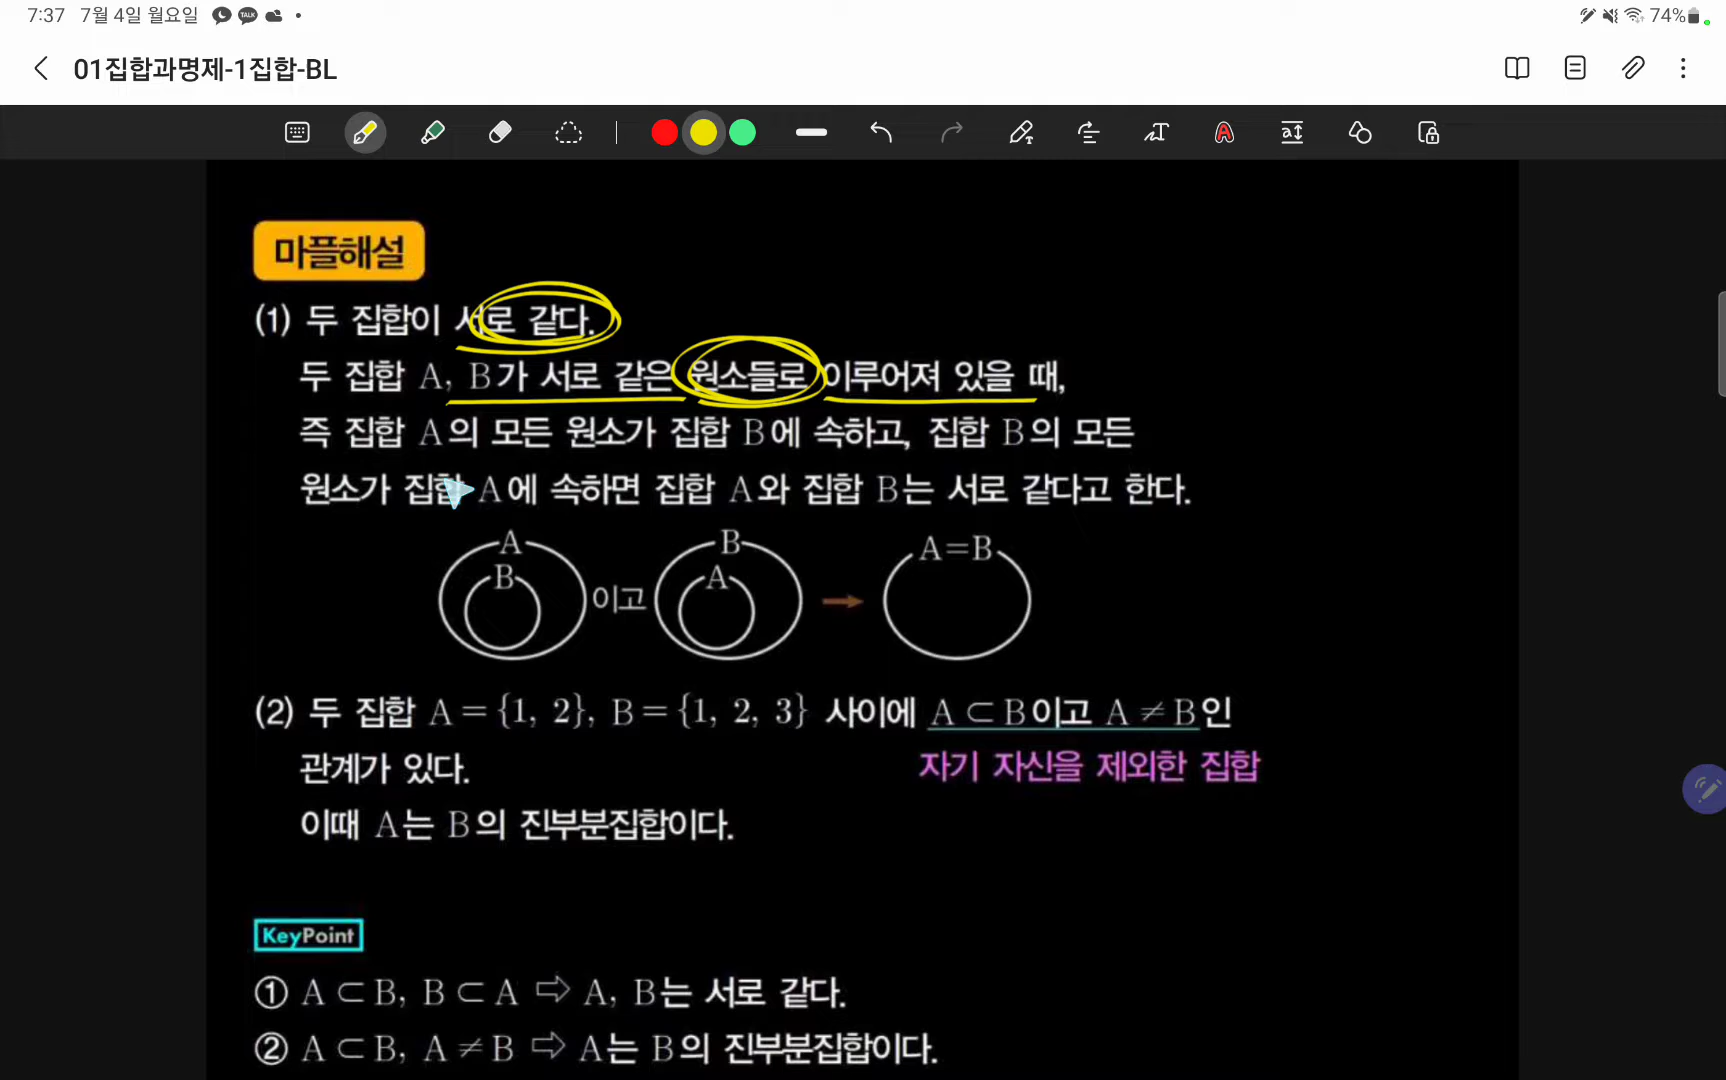 7:37 7월 4일 월요일 TALK 74%
01집합과명제-1집합-BL
마플해설
(1) 두 집합이 서로 같다.
두 집합 A, B가 서로 같은 원소들로 이루어져 있을 때,
즉 집합 A의 모든 원소가 집합 B에 속하고, 집합 B의 모든
원소가 집합 A에 속하면 집합 A와 집합 B는 서로 같다고 한다.
A B 이고 B A A=B
(2) 두 집합 A={1, 2}, B={1, 2, 3} 사이에 A⊂B이고 A≠B인
관계가 있다. 자기 자신을 제외한 집합
이때 A는 B의 진부분집합이다.
KeyPoint
① A⊂B, B⊂A ⇨ A, B는 서로 같다.
② A⊂B, A≠B ⇨ A는 B의 진부분집합이다.